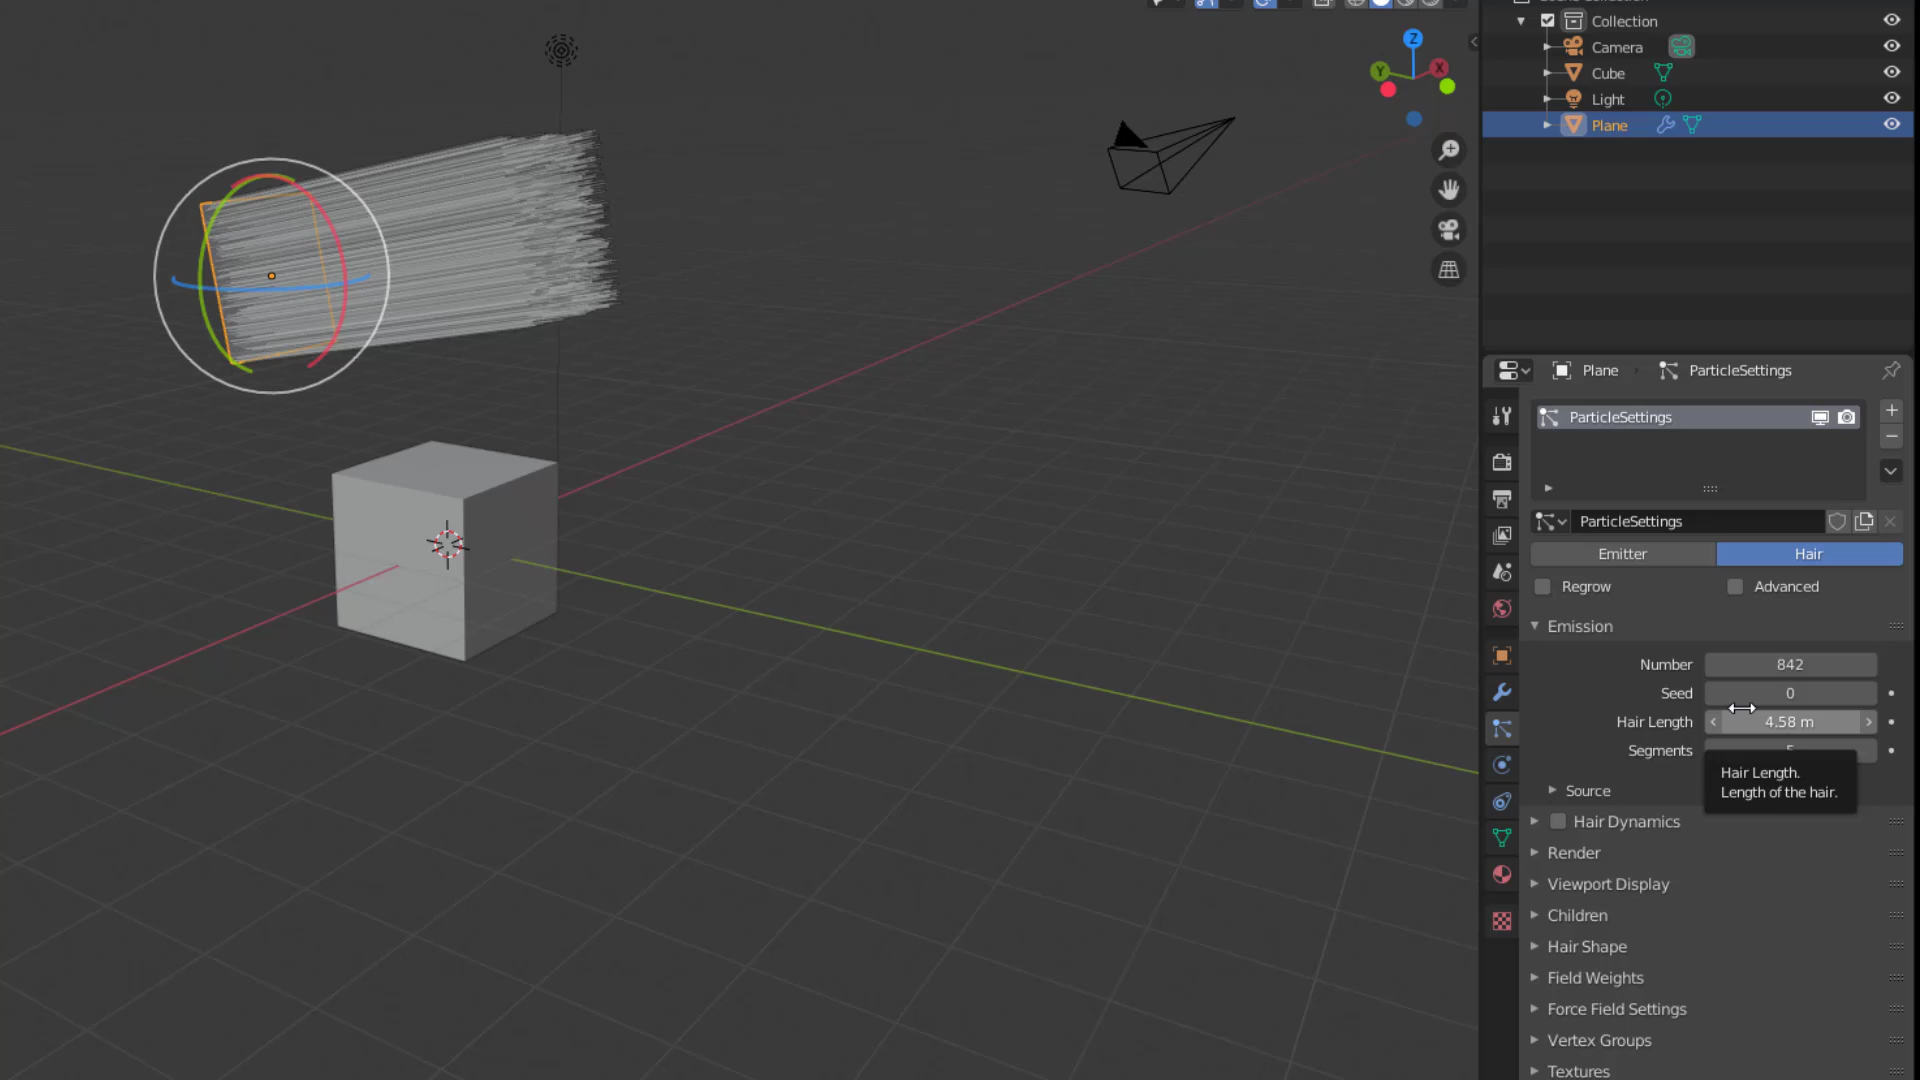 Collection
Camera
Cube
Light
Plane
Z
Y
X
Plane
ParticleSettings
ParticleSettings
ParticleSettings
Emitter
Hair
Regrow
Advanced
Emission
Number
842
Seed
0
Hair Length
4.58 m
Segments
Hair Length.
Length of the hair.
Source
Hair Dynamics
Render
Viewport Display
Children
Hair Shape
Field Weights
Force Field Settings
Vertex Groups
Textures